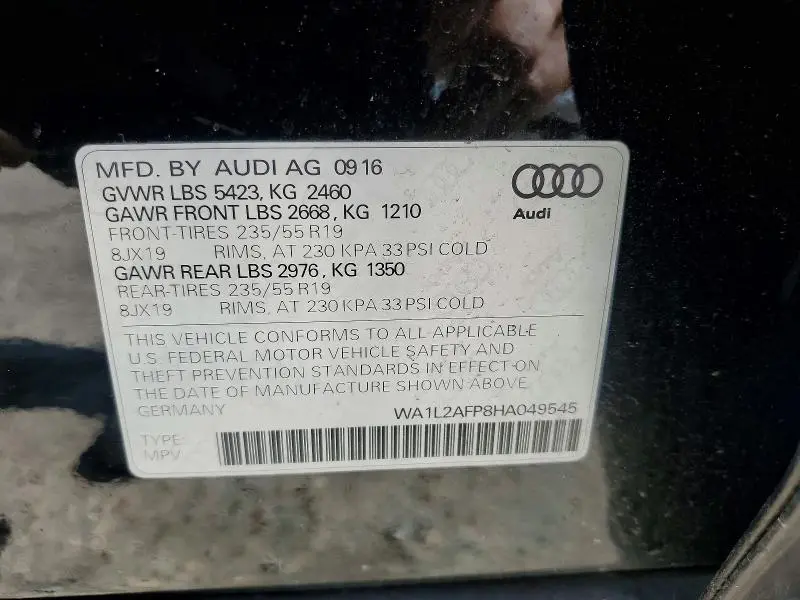 MFD. BY AUDI AG 09 16
GVWR LBS 5423, KG 2460
GAWR FRONT LBS 2668, KG 1210
FRONT-TIRES 235/55 R19
8JX19 RIMS, AT 230 KPA 33 PSI COLD
GAWR REAR LBS 2976, KG 1350
REAR-TIRES 235/55 R19
8JX19 RIMS, AT 230 KPA 33 PSI COLD
Audi
THIS VEHICLE CONFORMS TO ALL APPLICABLE
U.S. FEDERAL MOTOR VEHICLE SAFETY AND
THEFT PREVENTION STANDARDS IN EFFECT ON
THE DATE OF MANUFACTURE SHOWN ABOVE
GERMANY WA1L2AFP8HA049545
TYPE:
MPV